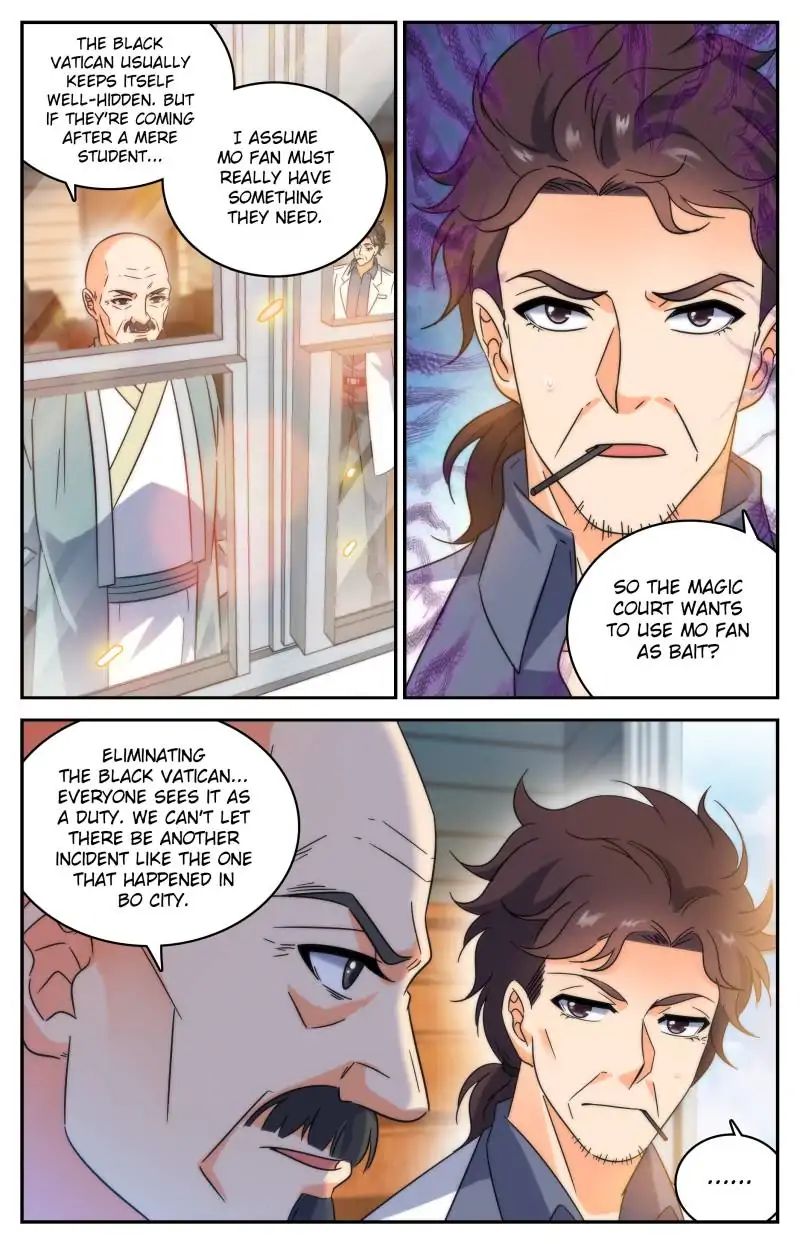 THE BLACK
VATICAN USUALLY
KEEPS ITSELF
WELL-HIDDEN. BUT
IF THEY'RE COMING
AFTER A MERE
STUDENT...
I ASSUME
MO FAN MUST
REALLY HAVE
SOMETHING
THEY NEED.
SO THE MAGIC
COURT WANTS
TO USE MO FAN
AS BAIT?
ELIMINATING
THE BLACK VATICAN...
EVERYONE SEES IT AS
A DUTY. WE CAN'T LET
THERE BE ANOTHER
INCIDENT LIKE THE ONE
THAT HAPPENED IN
BO CITY.
......